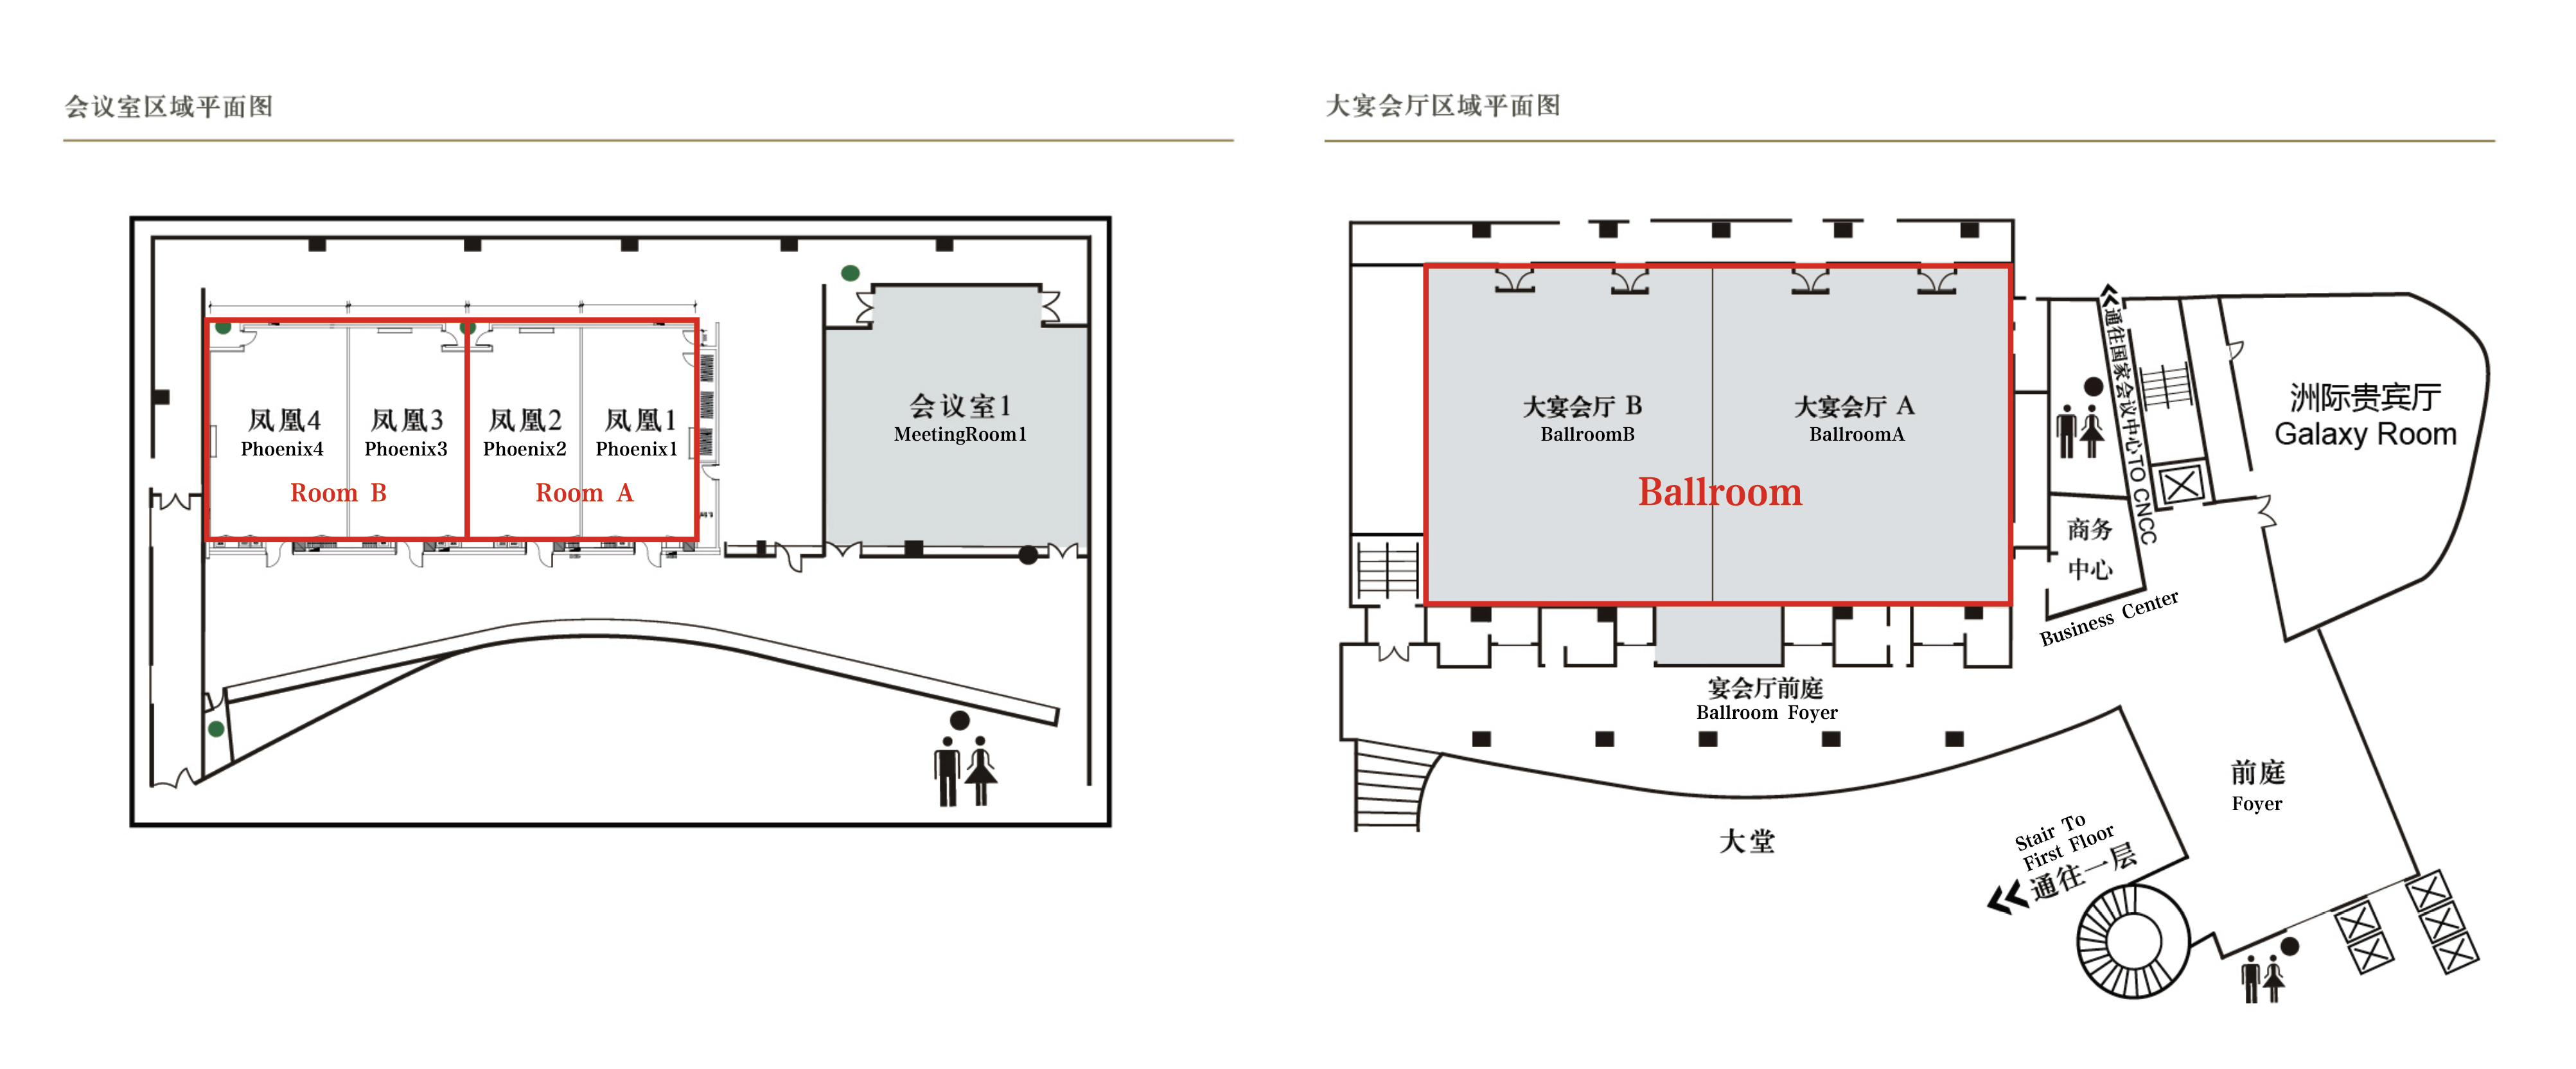 会议室区域平面图
凤凰4
Phoenix4
凤凰3
Phoenix3
凤凰2
Phoenix2
凤凰1
Phoenix1
Room B
Room A
会议室1
MeetingRoom1
大宴会厅区域平面图
大宴会厅 B
BallroomB
大宴会厅 A
BallroomA
Ballroom
通往国家会议中心TO CNCC
洲际贵宾厅
Galaxy Room
商务
中心
Business Center
宴会厅前庭
Ballroom Foyer
大堂
前庭
Foyer
Stair To
First Floor
通往一层